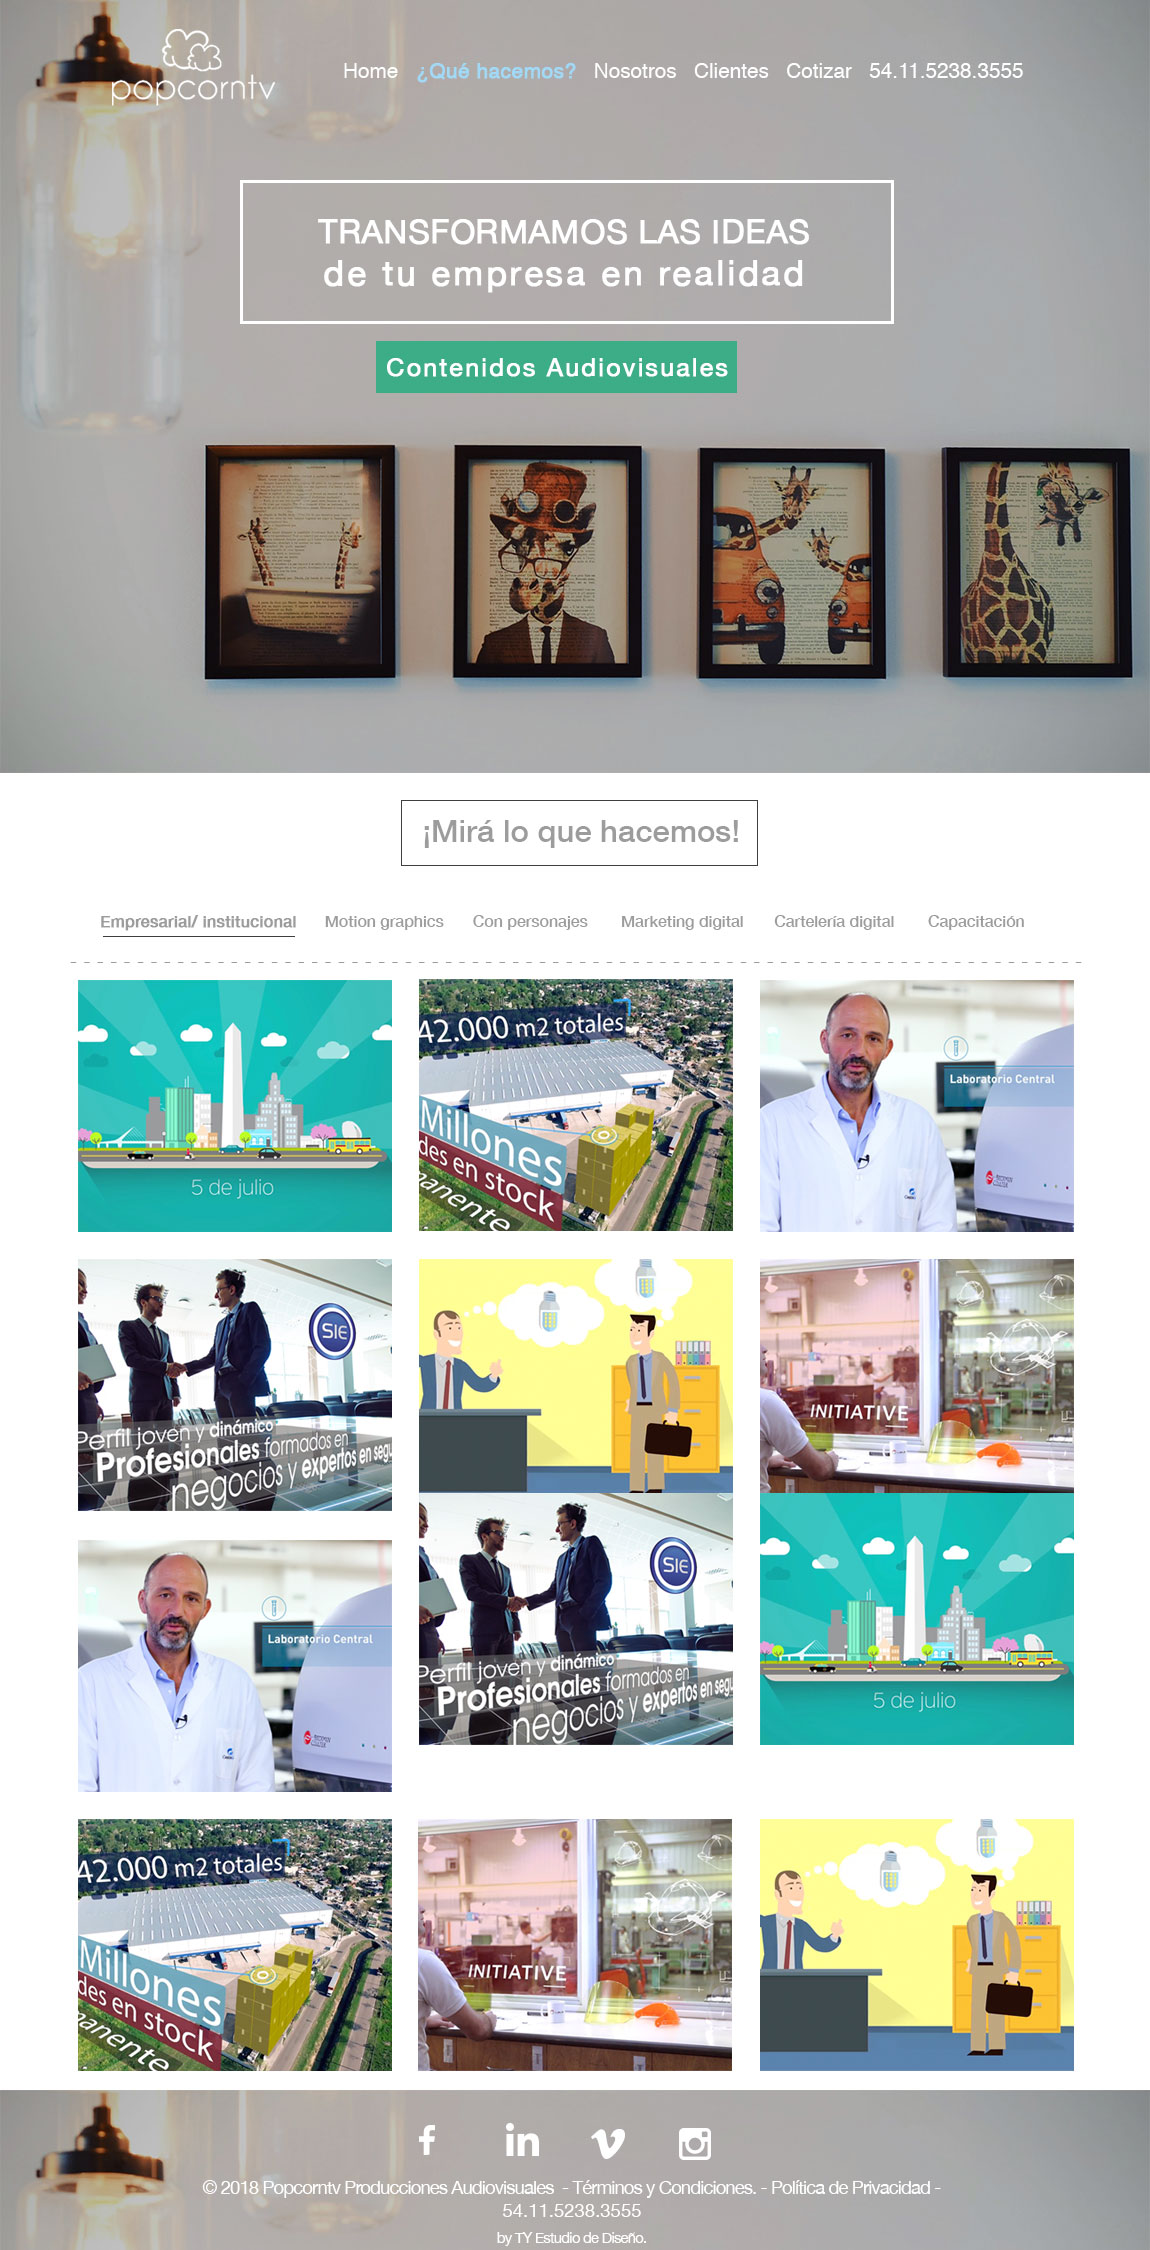 popcorntv
Home ¿Qué hacemos? Nosotros Clientes Cotizar 54.11.5238.3555
TRANSFORMAMOS LAS IDEAS
de tu empresa en realidad
Contenidos Audiovisuales
¡Mirá lo que hacemos!
Empresarial/ institucional Motion graphics Con personajes Marketing digital Cartelería digital Capacitación
5 de julio
42.000 m2 totales
Millones
des en stock
manente
Laboratorio Central
SIE
Perfil joven y dinámico
Profesionales formados en
negocios y expertos en segu
INITIATIVE
Laboratorio Central
SIE
Perfil joven y dinámico
Profesionales formados en
negocios y expertos en segu
5 de julio
42.000 m2 totales
Millones
des en stock
manente
INITIATIVE
© 2018 Popcorntv Producciones Audiovisuales - Términos y Condiciones. - Política de Privacidad -
54.11.5238.3555
by TY Estudio de Diseño.